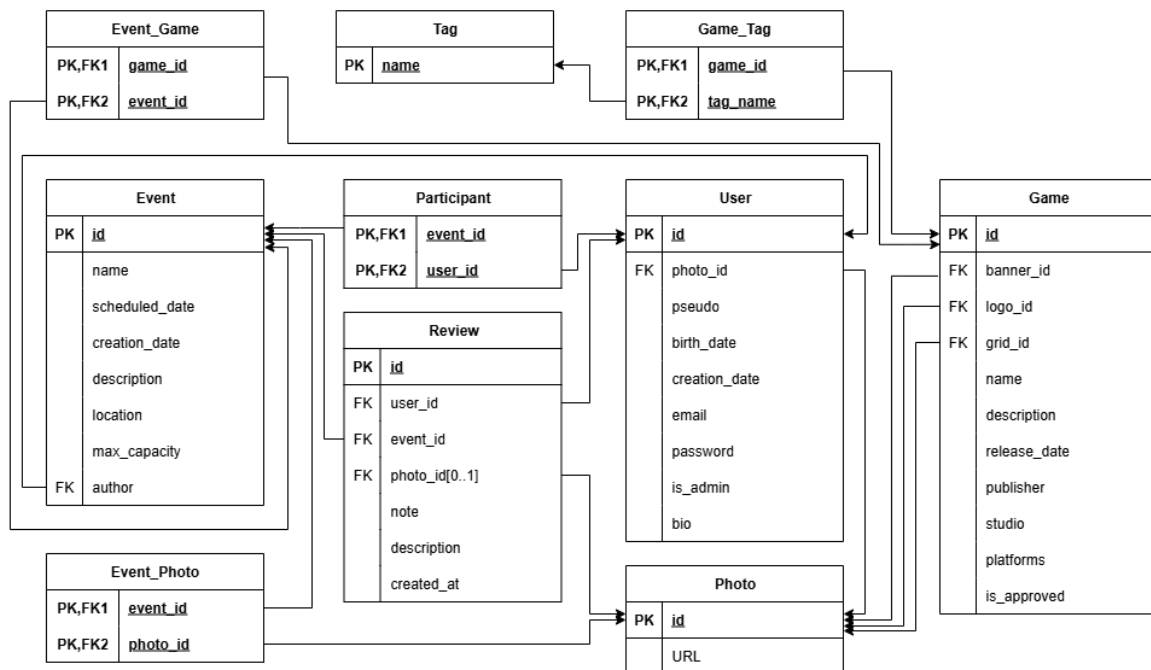 Event_Game
PK,FK1 game_id
PK,FK2 event_id
Tag
PK name
Game_Tag
PK,FK1 game_id
PK,FK2 tag_name
Event
PK id
name
scheduled_date
creation_date
description
location
max_capacity
FK author
Participant
PK,FK1 event_id
PK,FK2 user_id
User
PK id
FK photo_id
pseudo
birth_date
creation_date
email
password
is_admin
bio
Game
PK id
FK banner_id
FK logo_id
FK grid_id
name
description
release_date
publisher
studio
platforms
is_approved
Review
PK id
FK user_id
FK event_id
FK photo_id[0..1]
note
description
created_at
Event_Photo
PK,FK1 event_id
PK,FK2 photo_id
Photo
PK id
URL